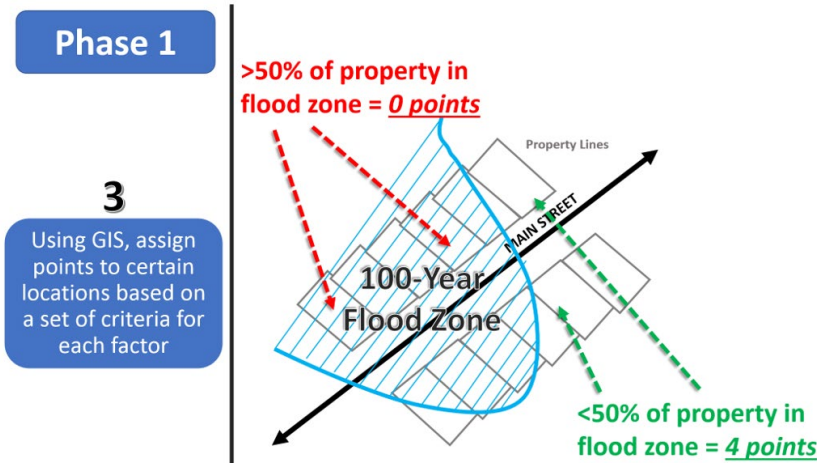 Phase 1
3
Using GIS, assign
points to certain
locations based on
a set of criteria for
each factor
>50% of property in
flood zone = 0 points
Property Lines
MAIN STREET
100-Year
Flood Zone
<50% of property in
flood zone = 4 points